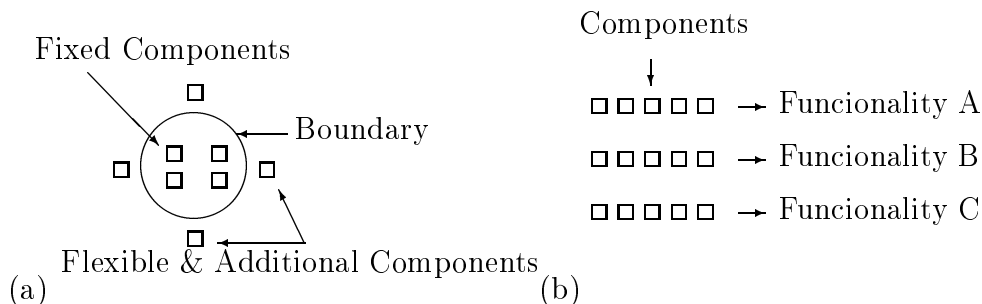 Fixed Components
Boundary
Flexible & Additional Components
(a)
Components
Funcionality A
Funcionality B
Funcionality C
(b)